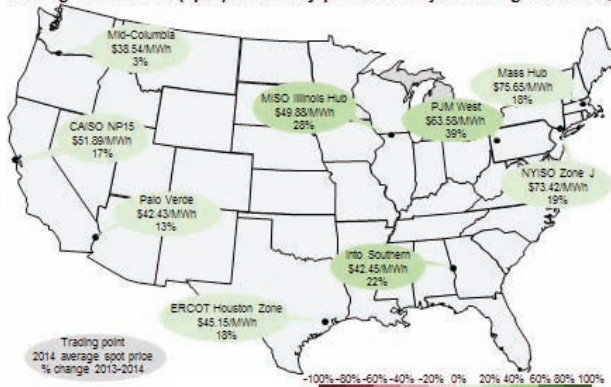 Mid-Columbia
$38.54/MWh
3%
Mass Hub
$75.65/MWh
18%
MISO Illinois Hub
$49.88/MWh
28%
PJM West
$63.58/MWh
39%
CAISO NP15
$51.89/MWh
17%
NYISO Zone J
$73.42/MWh
19%
Palo Verde
$42.43/MWh
13%
Into Southern
$42.45/MWh
22%
ERCOT Houston Zone
$45.15/MWh
18%
Trading point
2014 average spot price
% change 2013-2014
-100% -80% -60% -40% -20% 0% 20% 40% 60% 80% 100%